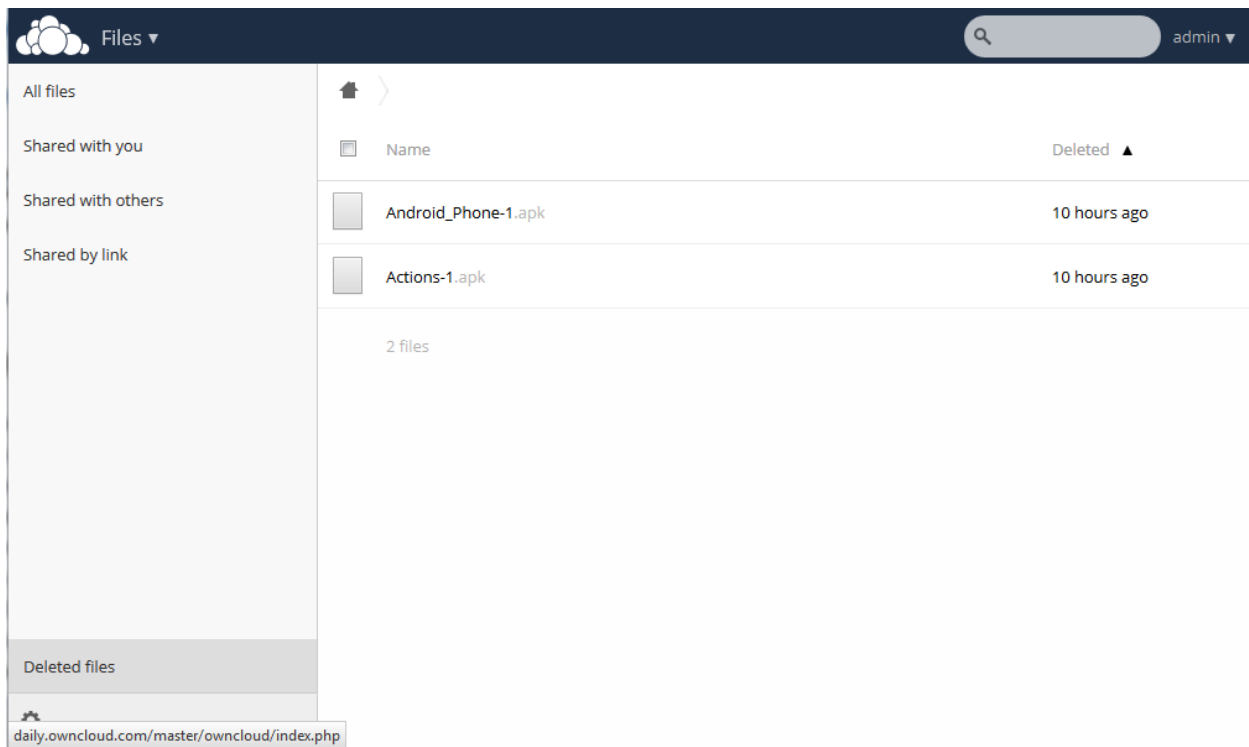 Files ▾
admin ▾
All files
Shared with you
Shared with others
Shared by link
Name
Deleted ▲
Android_Phone-1.apk
10 hours ago
Actions-1.apk
10 hours ago
2 files
Deleted files
daily.owncloud.com/master/owncloud/index.php